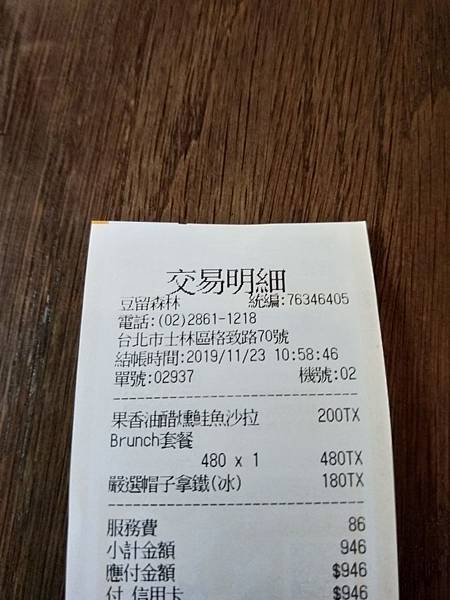 交易明細
豆留森林 統編:76346405
電話:(02)2861-1218
台北市士林區格致路70號
結帳時間:2019/11/23 10:58:46
單號:02937 機號:02
果香油醋燻鮭魚沙拉 200TX
Brunch套餐
480 x 1 480TX
嚴選帽子拿鐵(冰) 180TX
服務費 86
小計金額 946
應付金額 $946
付 信用卡 $946